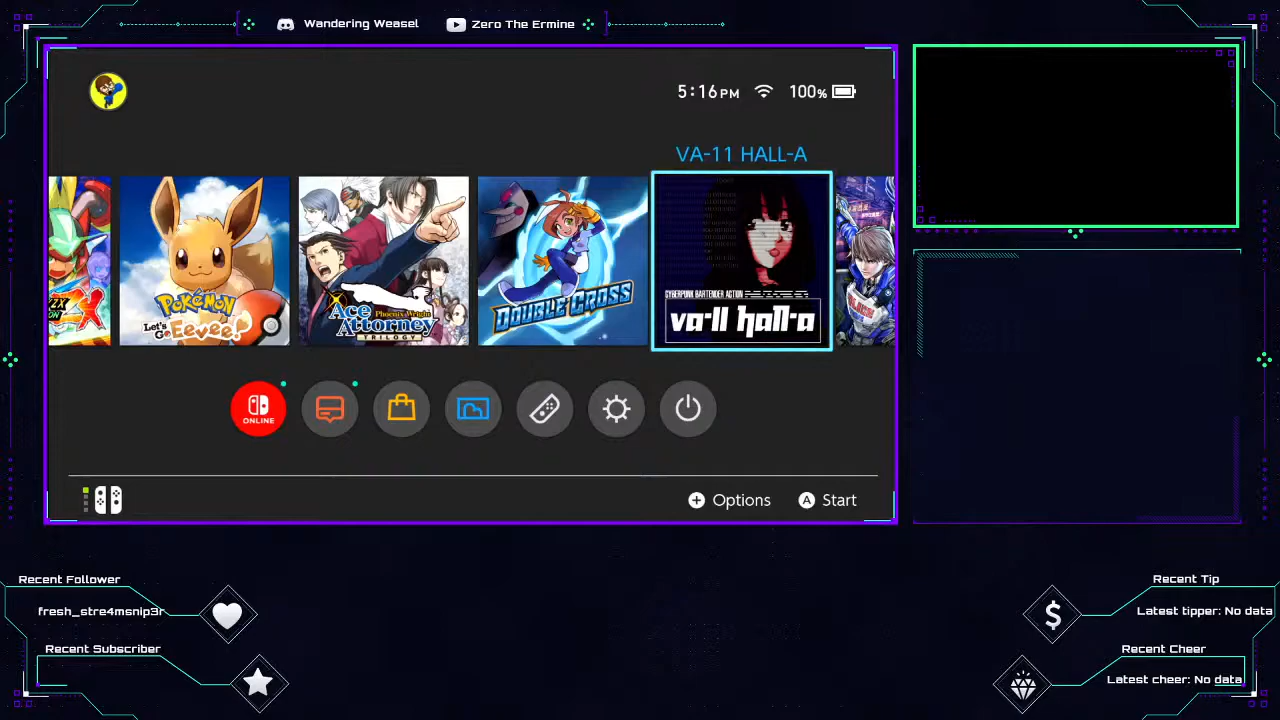 Wandering Weasel
Zero The Ermine
5:16 PM
100%
VA-11 HALL-A
ZX
POKÉMON
Let's Go Eevee!
Phoenix Wright
Ace Attorney
TRILOGY
DOUBLE CROSS
CYBERPUNK BARTENDER ACTION
va-11 hall-a
ONLINE
Options
A Start
Recent Follower
fresh_stre4msnip3r
Recent Subscriber
Recent Tip
Latest tipper: No data
Recent Cheer
Latest cheer: No data